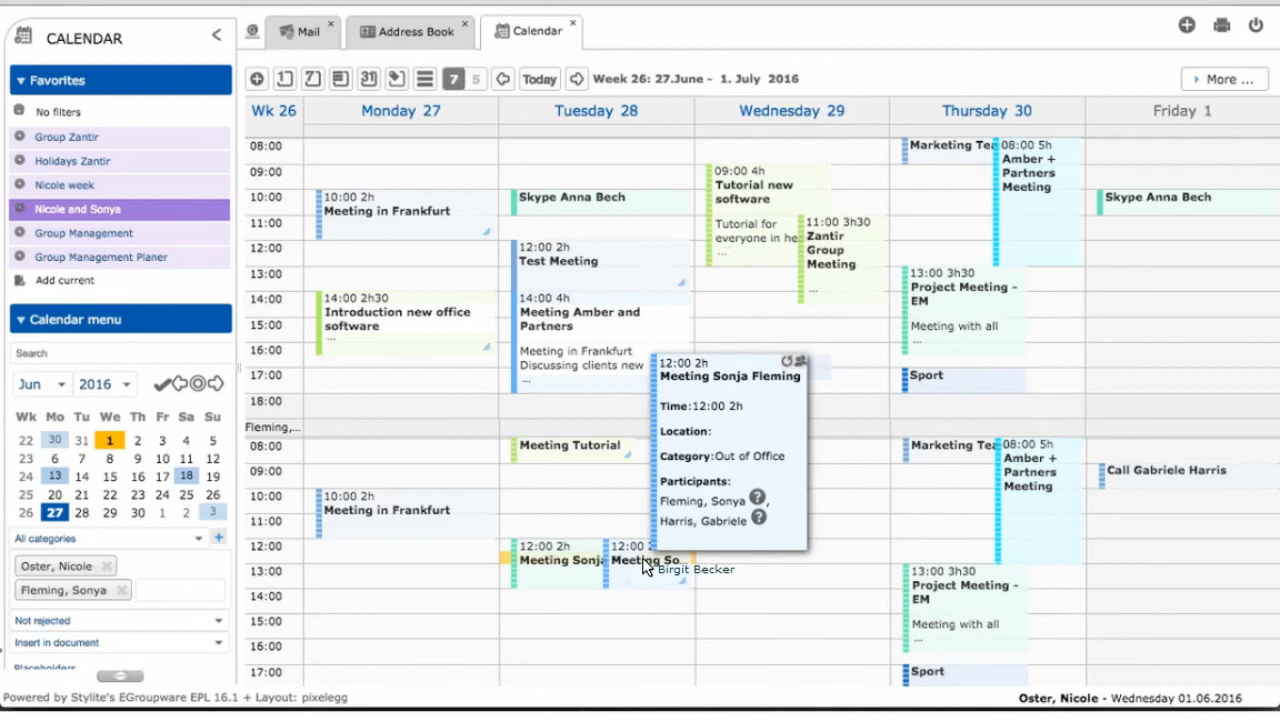 CALENDAR
<
Mail
Address Book
Calendar
Favorites
No filters
Group Zantir
Holidays Zantir
Nicole week
Nicole and Sonya
Group Management
Group Management Planer
Add current
Calendar menu
Search
Jun 2016
Wk Mo Tu We Th Fr Sa Su
22 30 31 1 2 3 4 5
23 6 7 8 9 10 11 12
24 13 14 15 16 17 18 19
25 20 21 22 23 24 25 26
26 27 28 29 30 1 2 3
All categories
Oster, Nicole
Fleming, Sonya
Not rejected
Insert in document
Placeholders
31 7 5 Today Week 26: 27.June - 1. July 2016 More ...
Wk 26 Monday 27 Tuesday 28 Wednesday 29 Thursday 30 Friday 1
08:00
09:00
10:00
11:00
12:00
13:00
14:00
15:00
16:00
17:00
18:00
10:00 2h
Meeting in Frankfurt
14:00 2h30
Introduction new office
software
...
Skype Anna Bech
12:00 2h
Test Meeting
14:00 4h
Meeting Amber and
Partners
Meeting in Frankfurt
Discussing clients new
...
09:00 4h
Tutorial new
software
Tutorial for
everyone in he
...
11:00 3h30
Zantir
Group
Meeting
...
Marketing Tea
08:00 5h
Amber +
Partners
Meeting
13:00 3h30
Project Meeting -
EM
Meeting with all
...
Sport
Skype Anna Bech
Fleming,...
08:00
09:00
10:00
11:00
12:00
13:00
14:00
15:00
16:00
17:00
10:00 2h
Meeting in Frankfurt
Meeting Tutorial
12:00 2h
Meeting Sonja
12:00 2
Meeting So...
Birgit Becker
12:00 2h
Meeting Sonja Fleming
Time:12:00 2h
Location:
Category:Out of Office
Participants:
Fleming, Sonya ?,
Harris, Gabriele ?
Marketing Tea
08:00 5h
Amber +
Partners
Meeting
13:00 3h30
Project Meeting -
EM
Meeting with all
...
Sport
Call Gabriele Harris
Powered by Stylite's EGroupware EPL 16.1 + Layout: pixelegg
Oster, Nicole - Wednesday 01.06.2016